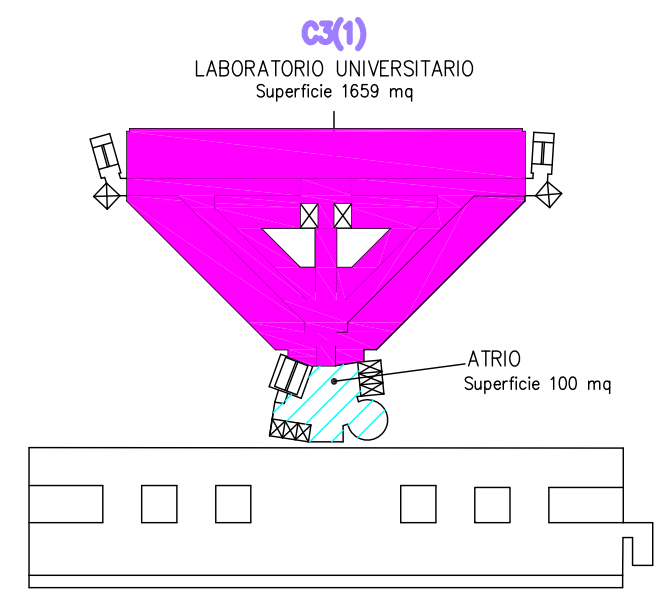 C3(1)
LABORATORIO UNIVERSITARIO
Superficie 1659 mq
ATRIO
Superficie 100 mq